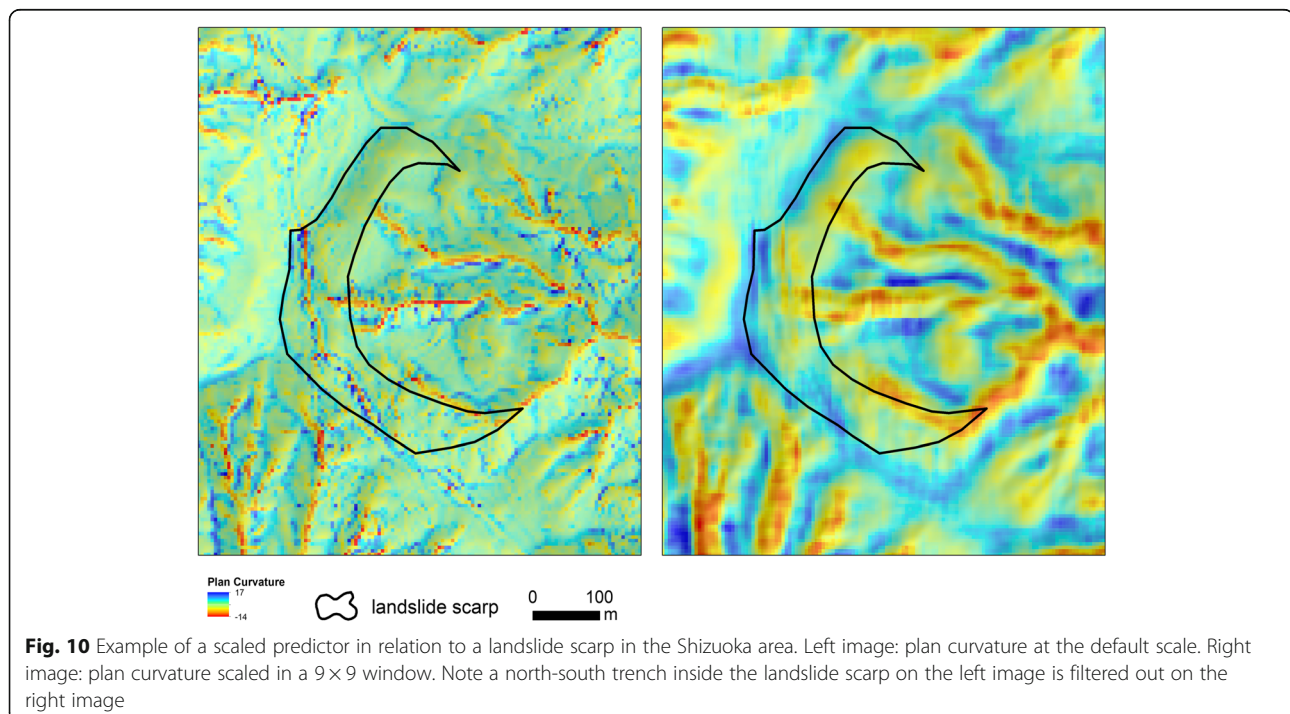 Plan Curvature
17
-14
landslide scarp
0 100
m
Fig. 10 Example of a scaled predictor in relation to a landslide scarp in the Shizuoka area. Left image: plan curvature at the default scale. Right
image: plan curvature scaled in a 9 × 9 window. Note a north-south trench inside the landslide scarp on the left image is filtered out on the
right image